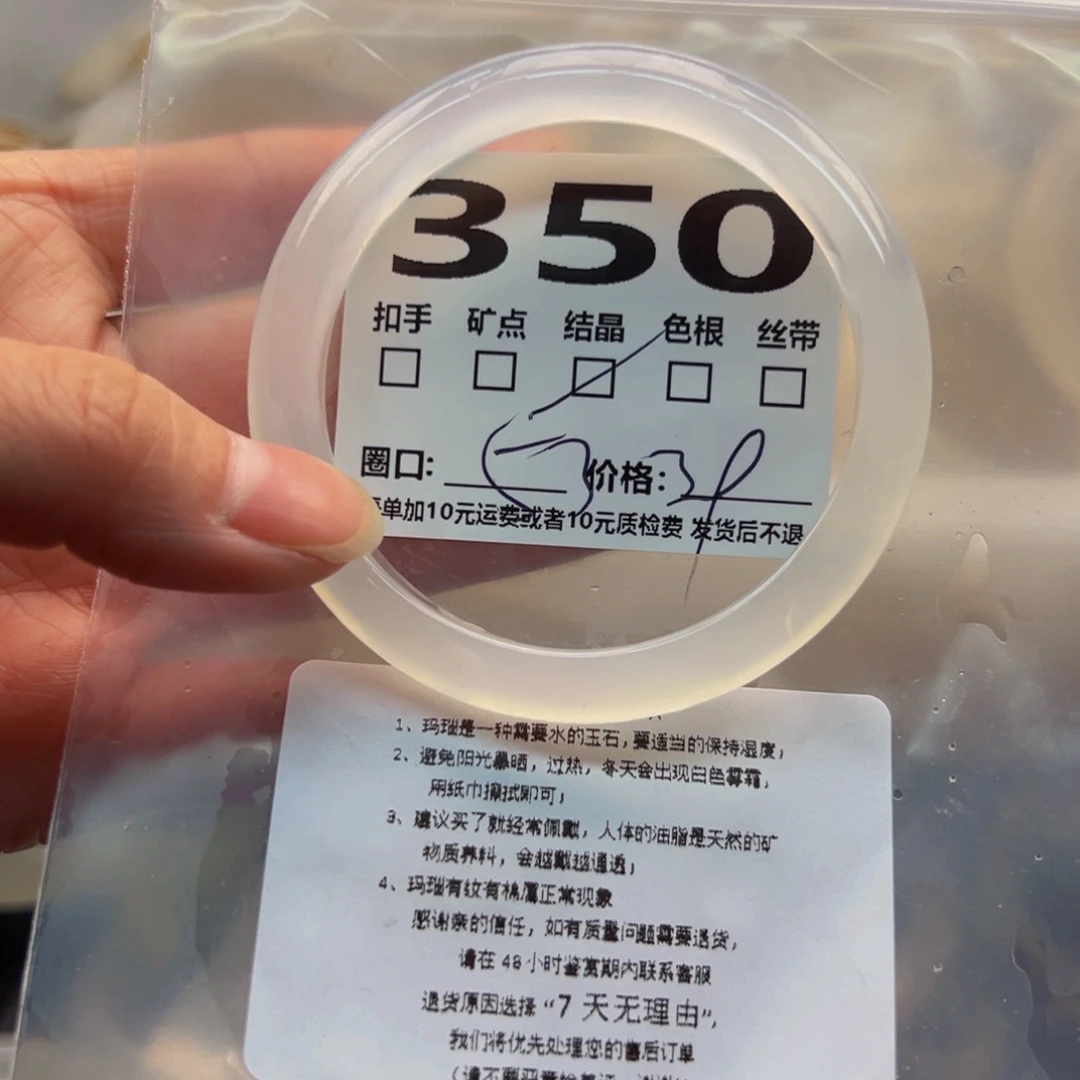 350
扣手 矿点 结晶 色根 丝带
圈口: 价格:
单加10元运费或者10元质检费 发货后不退
1、玛瑙是一种需要水的玉石,要适当的保持湿度;
2、避免阳光暴晒,过热,冬天会出现白色雾霜,
用纸巾擦拭即可;
3、建议买了就经常佩戴,人体的油脂是天然的矿
物质养料,会越戴越通透;
4、玛瑙有纹有棉属正常现象
感谢亲的信任,如有质量问题需要退货,
请在48小时鉴赏期内联系客服
退货原因选择“7天无理由”,
我们将优先处理您的售后订单